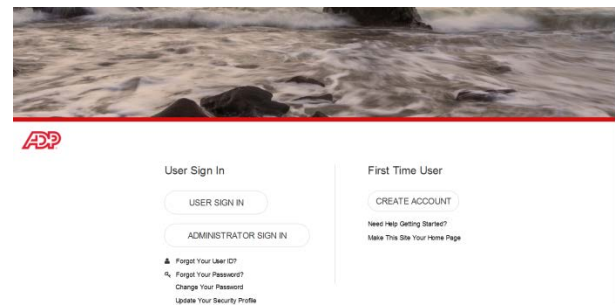 ADP
User Sign In
USER SIGN IN
ADMINISTRATOR SIGN IN
Forgot Your User ID?
Forgot Your Password?
Change Your Password
Update Your Security Profile
First Time User
CREATE ACCOUNT
Need Help Getting Started?
Make This Site Your Home Page